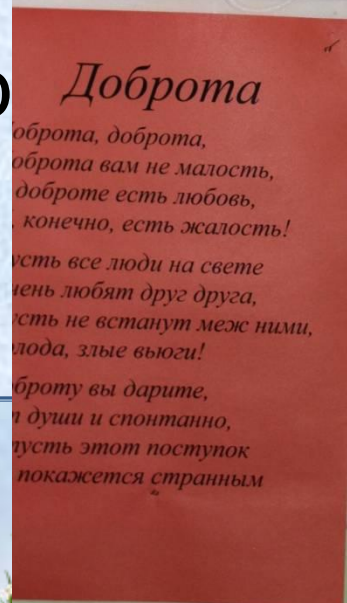 Доброта
оброта, доброта,
оброта вам не малость,
доброте есть любовь,
, конечно, есть жалость!
усть все люди на свете
чень любят друг друга,
усть не встанут меж ними,
олода, злые вьюги!
оброту вы дарите,
т души и спонтанно,
пусть этот поступок
покажется странным